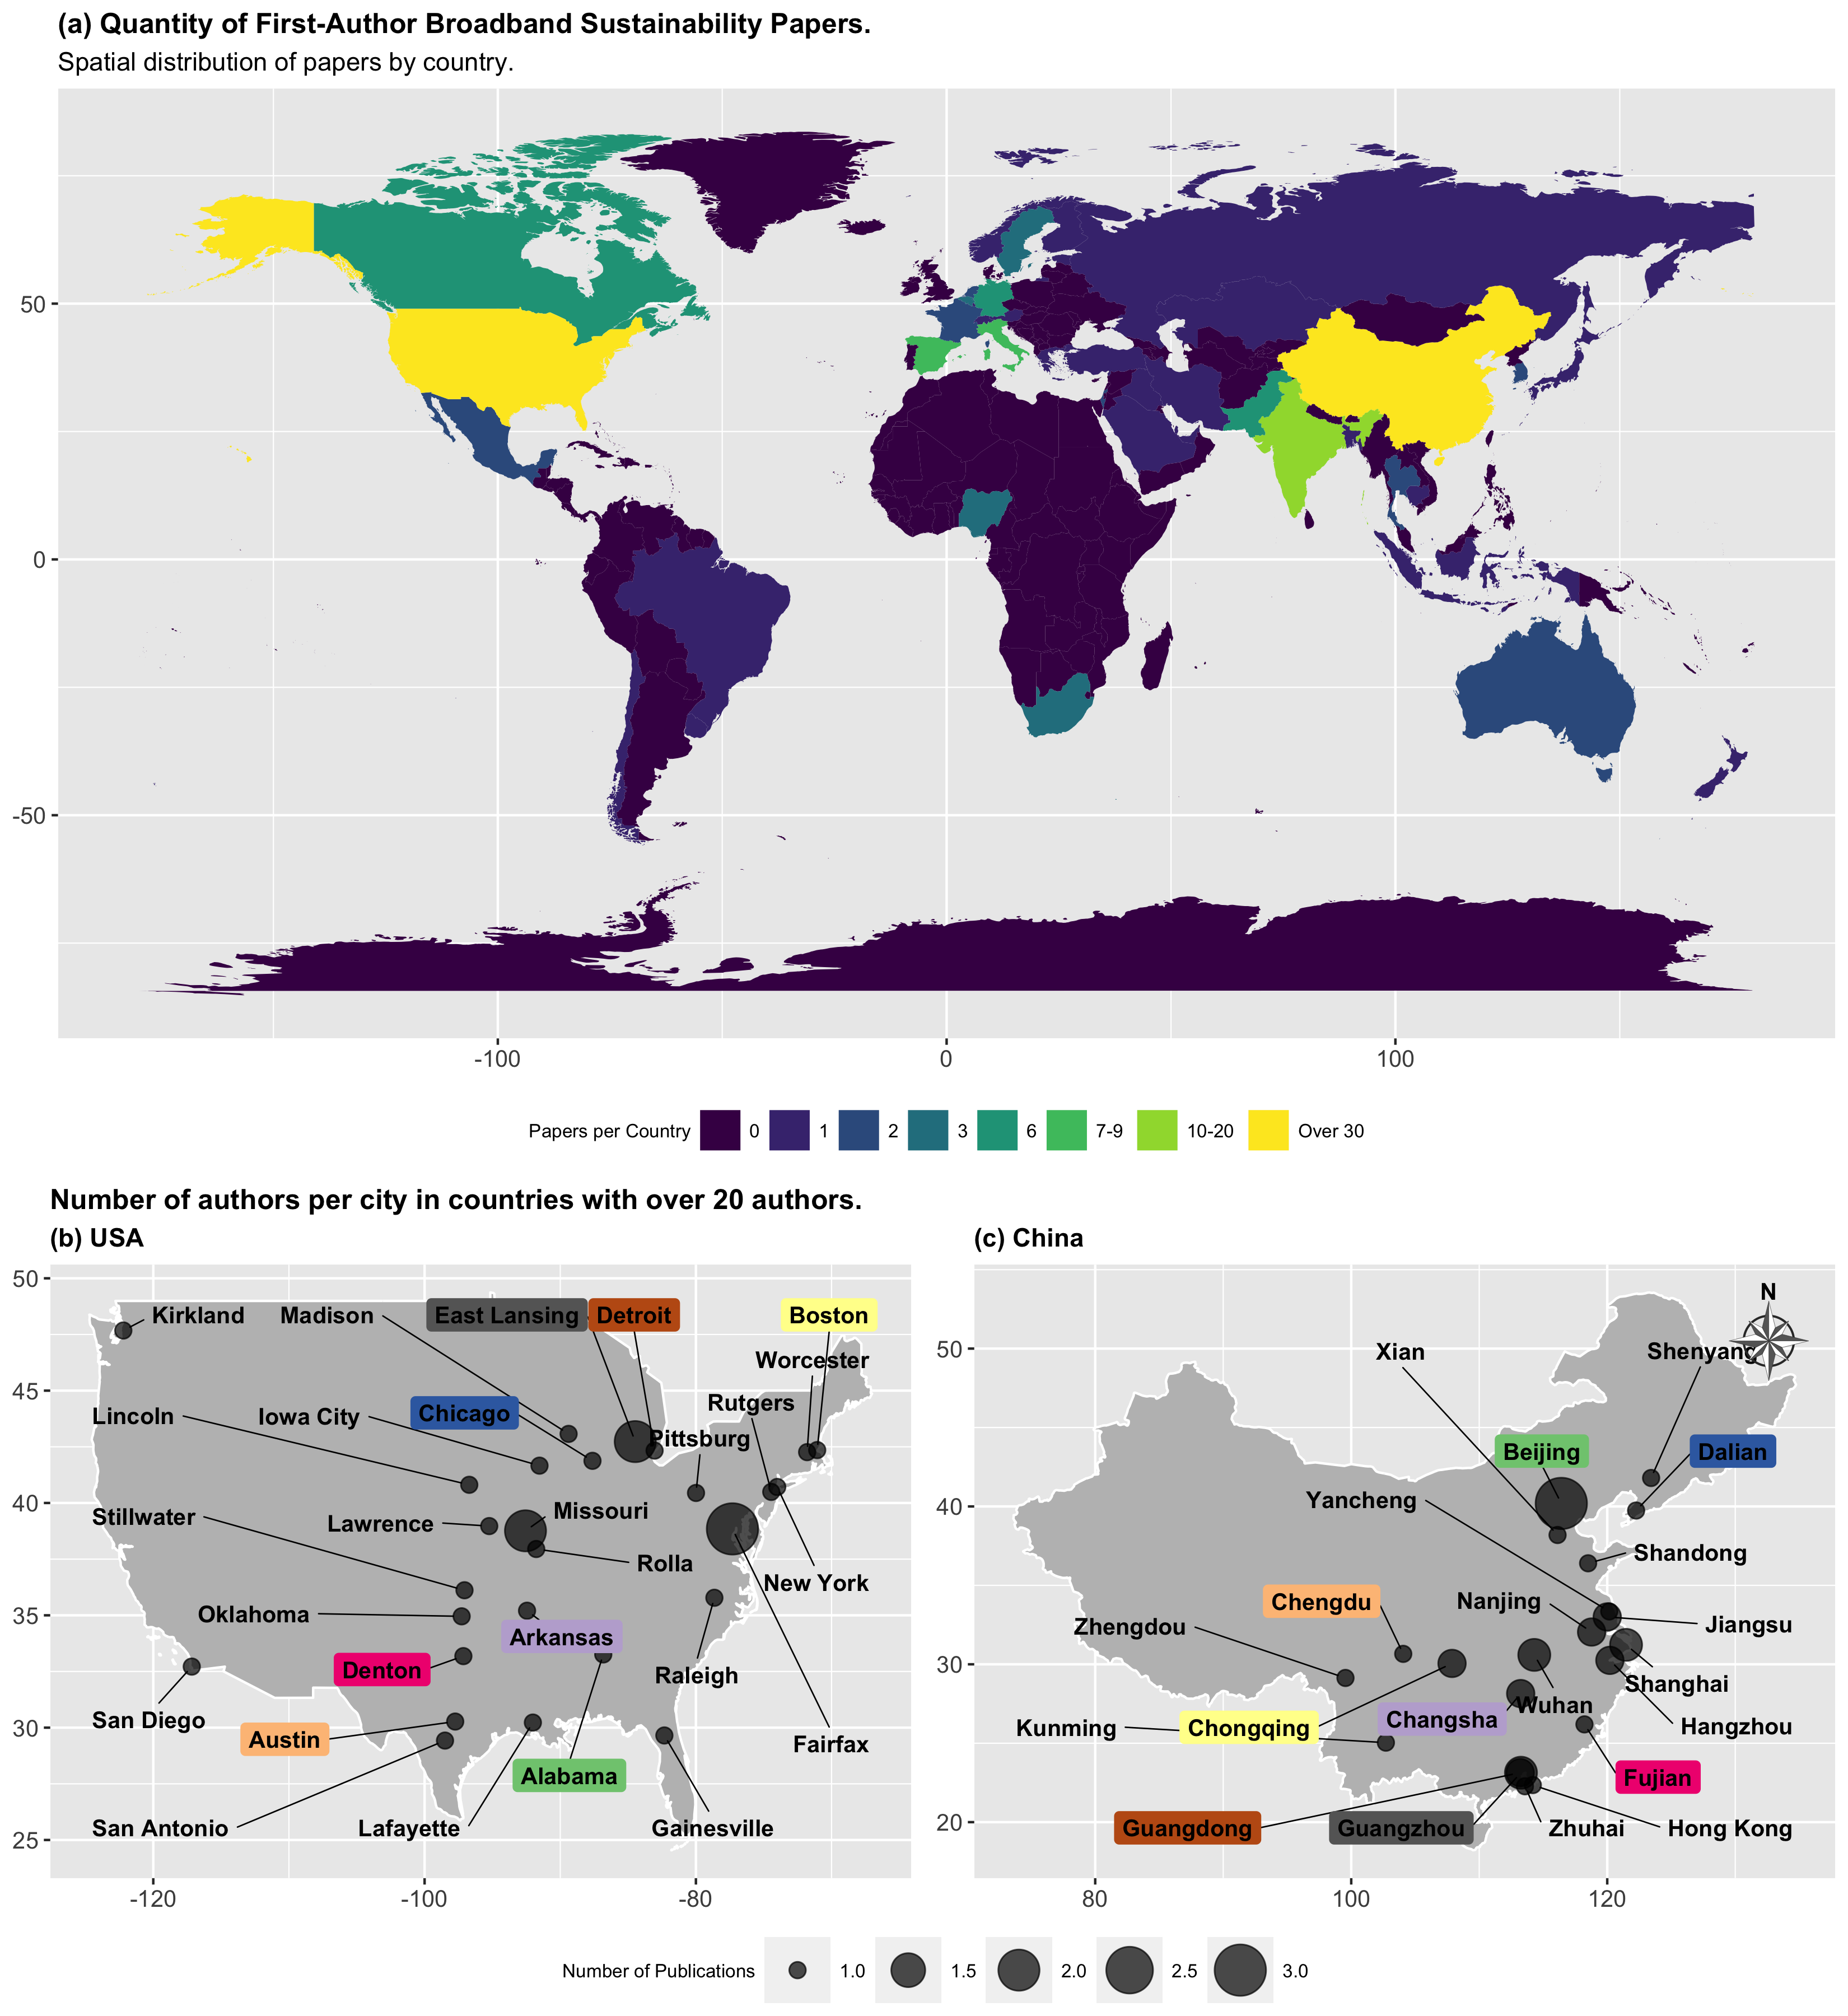 (a) Quantity of First-Author Broadband Sustainability Papers.
Spatial distribution of papers by country.
50
0
-50
-100 0 100
Papers per Country 0 1 2 3 6 7-9 10-20 Over 30
Number of authors per city in countries with over 20 authors.
(b) USA
50
45
40
35
30
25
Kirkland Madison East Lansing Detroit Boston
Worcester
Rutgers
Lincoln Iowa City Chicago
Pittsburg
Stillwater Lawrence Missouri
Rolla
New York
Oklahoma
Arkansas
Denton
Raleigh
San Diego
Austin
Fairfax
Alabama
San Antonio Lafayette Gainesville
-120 -100 -80
(c) China
50
40
30
20
N
Xian Shenyang
Beijing Dalian
Yancheng
Shandong
Chengdu Nanjing
Zhengdou Jiangsu
Shanghai
Wuhan
Kunming Chongqing Changsha Hangzhou
Fujian
Guangdong Guangzhou Zhuhai Hong Kong
80 100 120
Number of Publications 1.0 1.5 2.0 2.5 3.0